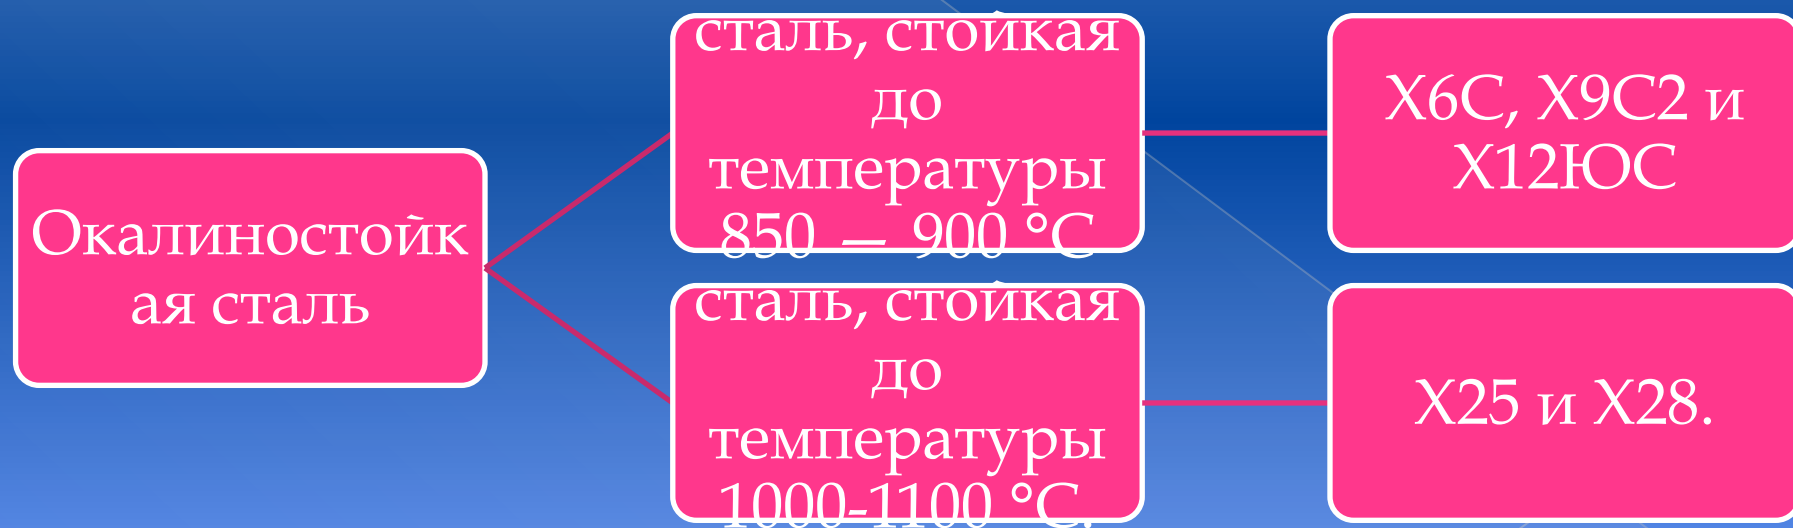 Окалиностойк
ая сталь
сталь, стойкая
до
температуры
850 — 900 °С
Х6С, Х9С2 и
Х12ЮС
сталь, стойкая
до
температуры
1000-1100 °С.
Х25 и Х28.